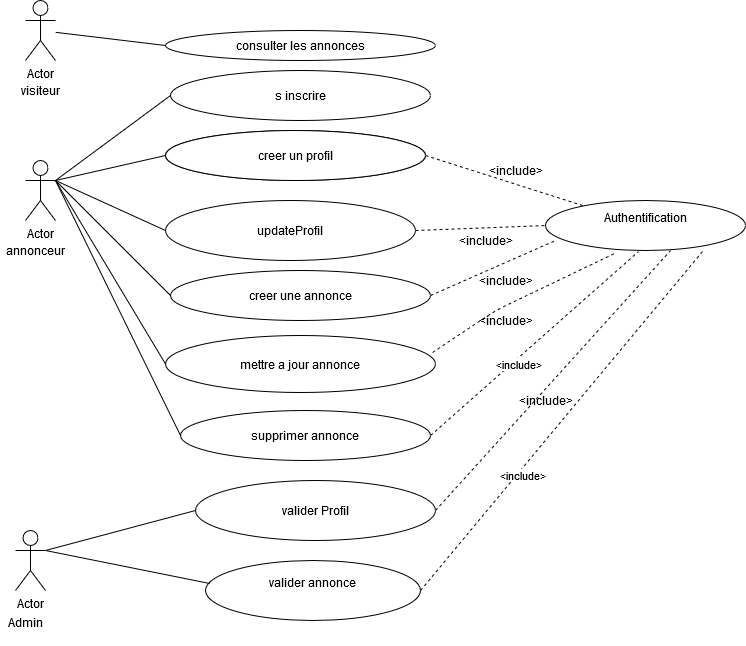 consulter les annonces
Actor
visiteur
s inscrire
creer un profil
<include>
Authentification
updateProfil
Actor
annonceur
<include>
<include>
creer une annonce
<include>
mettre a jour annonce
<include>
<include>
supprimer annonce
<include>
valider Profil
valider annonce
Actor
Admin